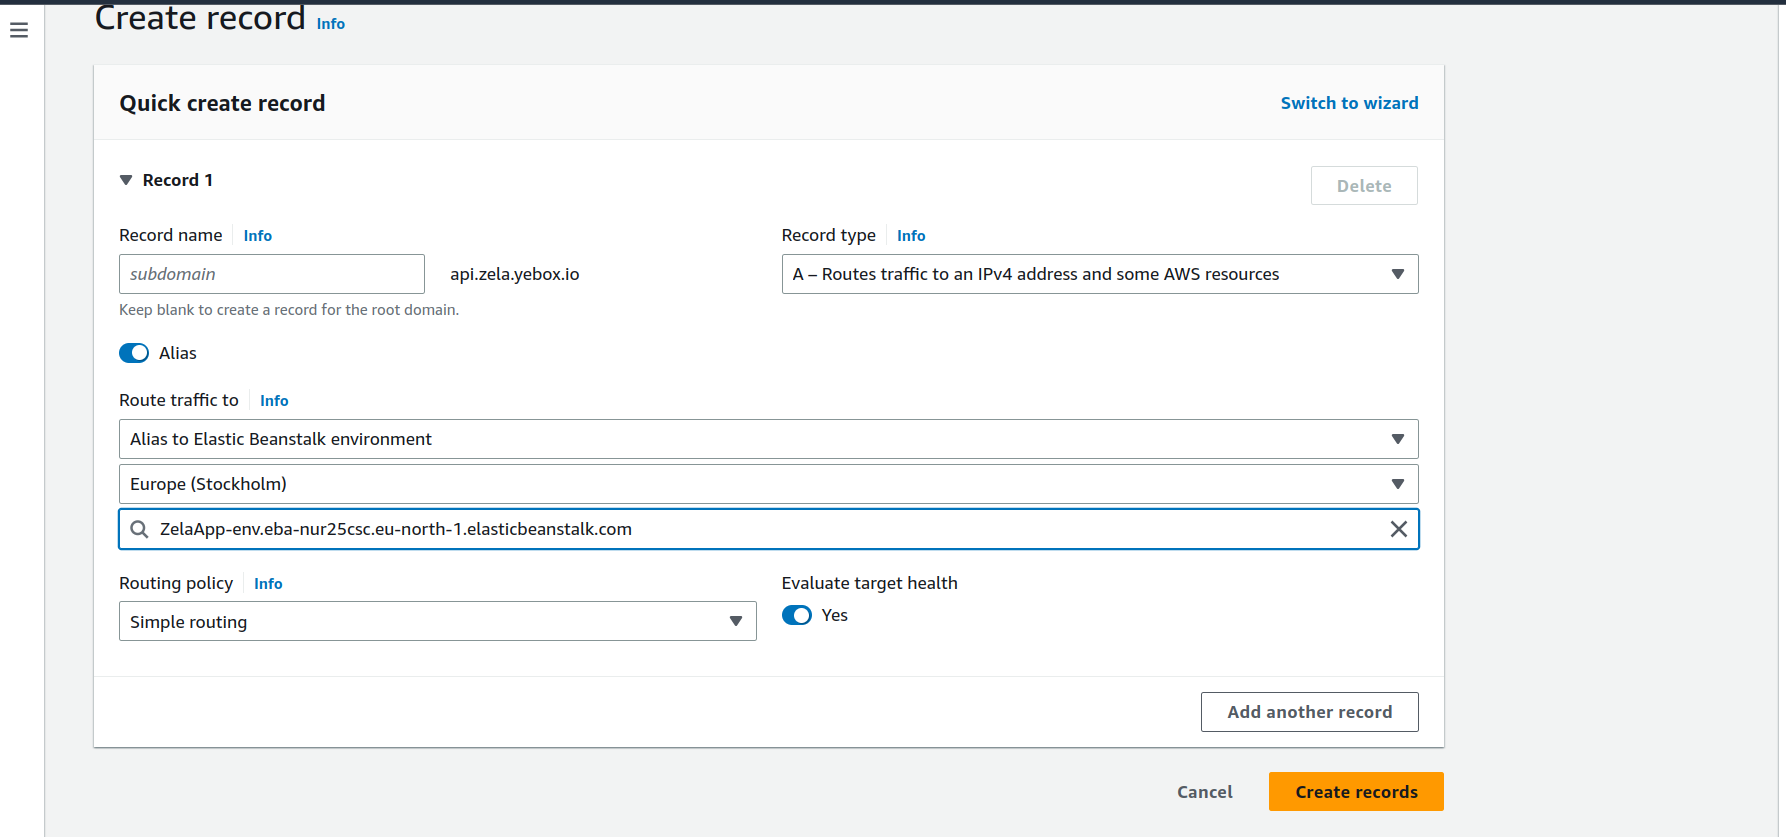 Create record Info
Quick create record
Switch to wizard
Record 1
Delete
Record name Info
Record type Info
subdomain
api.zela.yebox.io
A – Routes traffic to an IPv4 address and some AWS resources
Keep blank to create a record for the root domain.
Alias
Route traffic to Info
Alias to Elastic Beanstalk environment
Europe (Stockholm)
ZelaApp-env.eba-nur25csc.eu-north-1.elasticbeanstalk.com
Routing policy Info
Evaluate target health
Simple routing
Yes
Add another record
Cancel
Create records